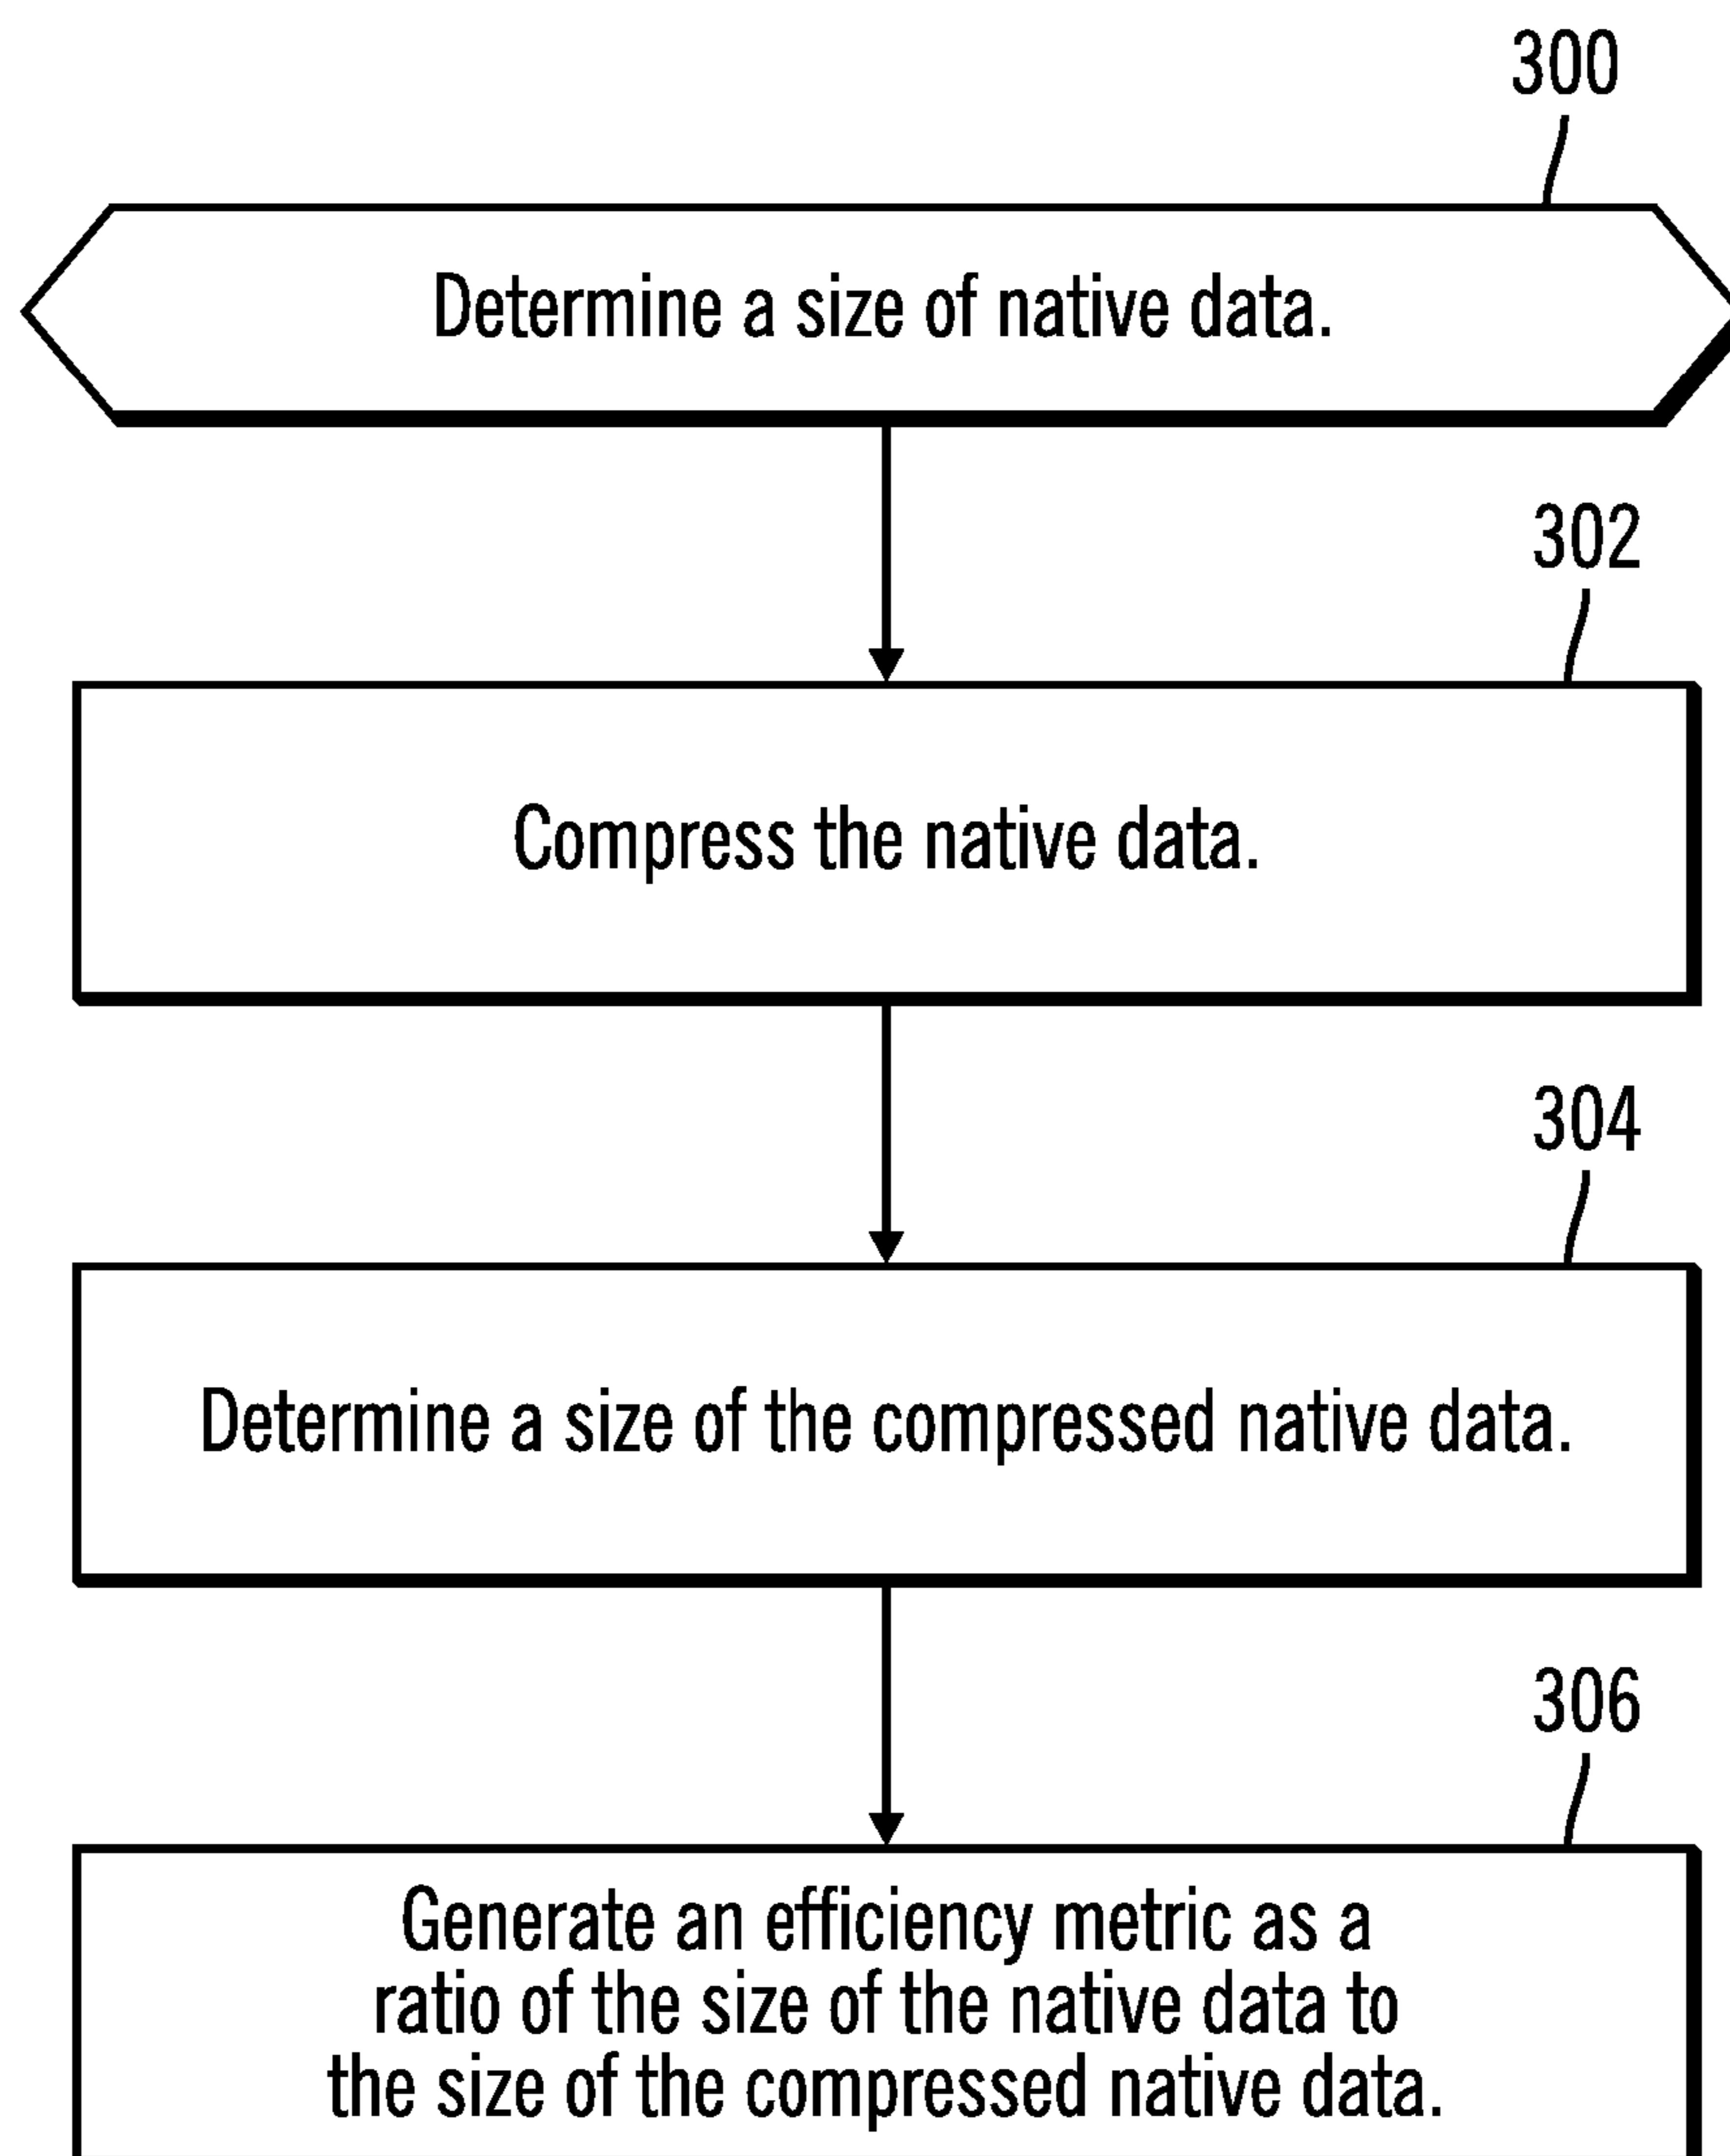 300
Determine a size of native data.
302
Compress the native data.
304
Determine a size of the compressed native data.
306
Generate an efficiency metric as a
ratio of the size of the native data to
the size of the compressed native data.